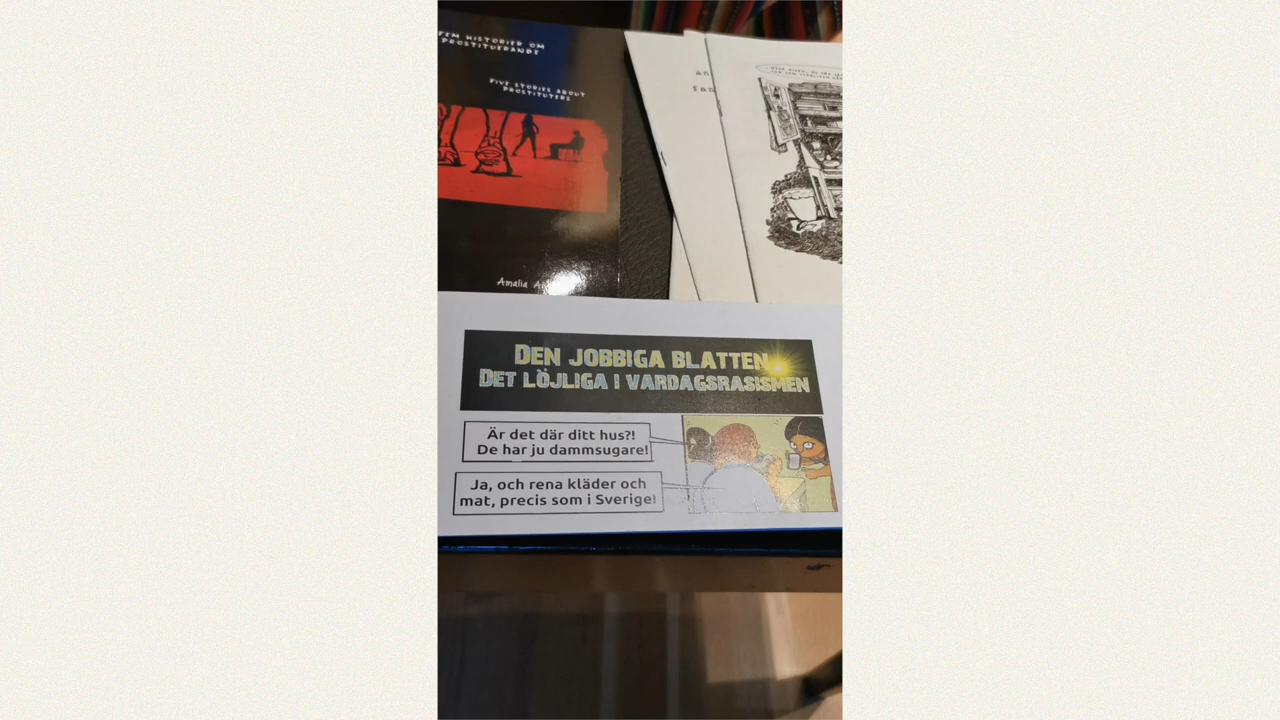 FEM HISTORIER OM
PROSTITUERANDE
FIVE STORIES ABOUT
PROSTITUTERS
Amalia
DEN JOBBIGA BLATTEN
DET LÖJLIGA I VARDAGSRASISMEN
Är det där ditt hus?!
De har ju dammsugare!
Ja, och rena kläder och
mat, precis som i Sverige!